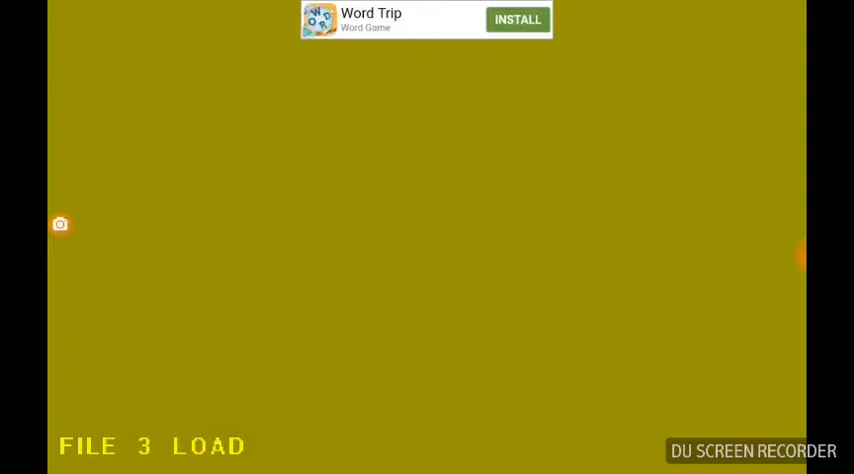 Word Trip
Word Game
INSTALL
FILE 3 LOAD
DU SCREEN RECORDER